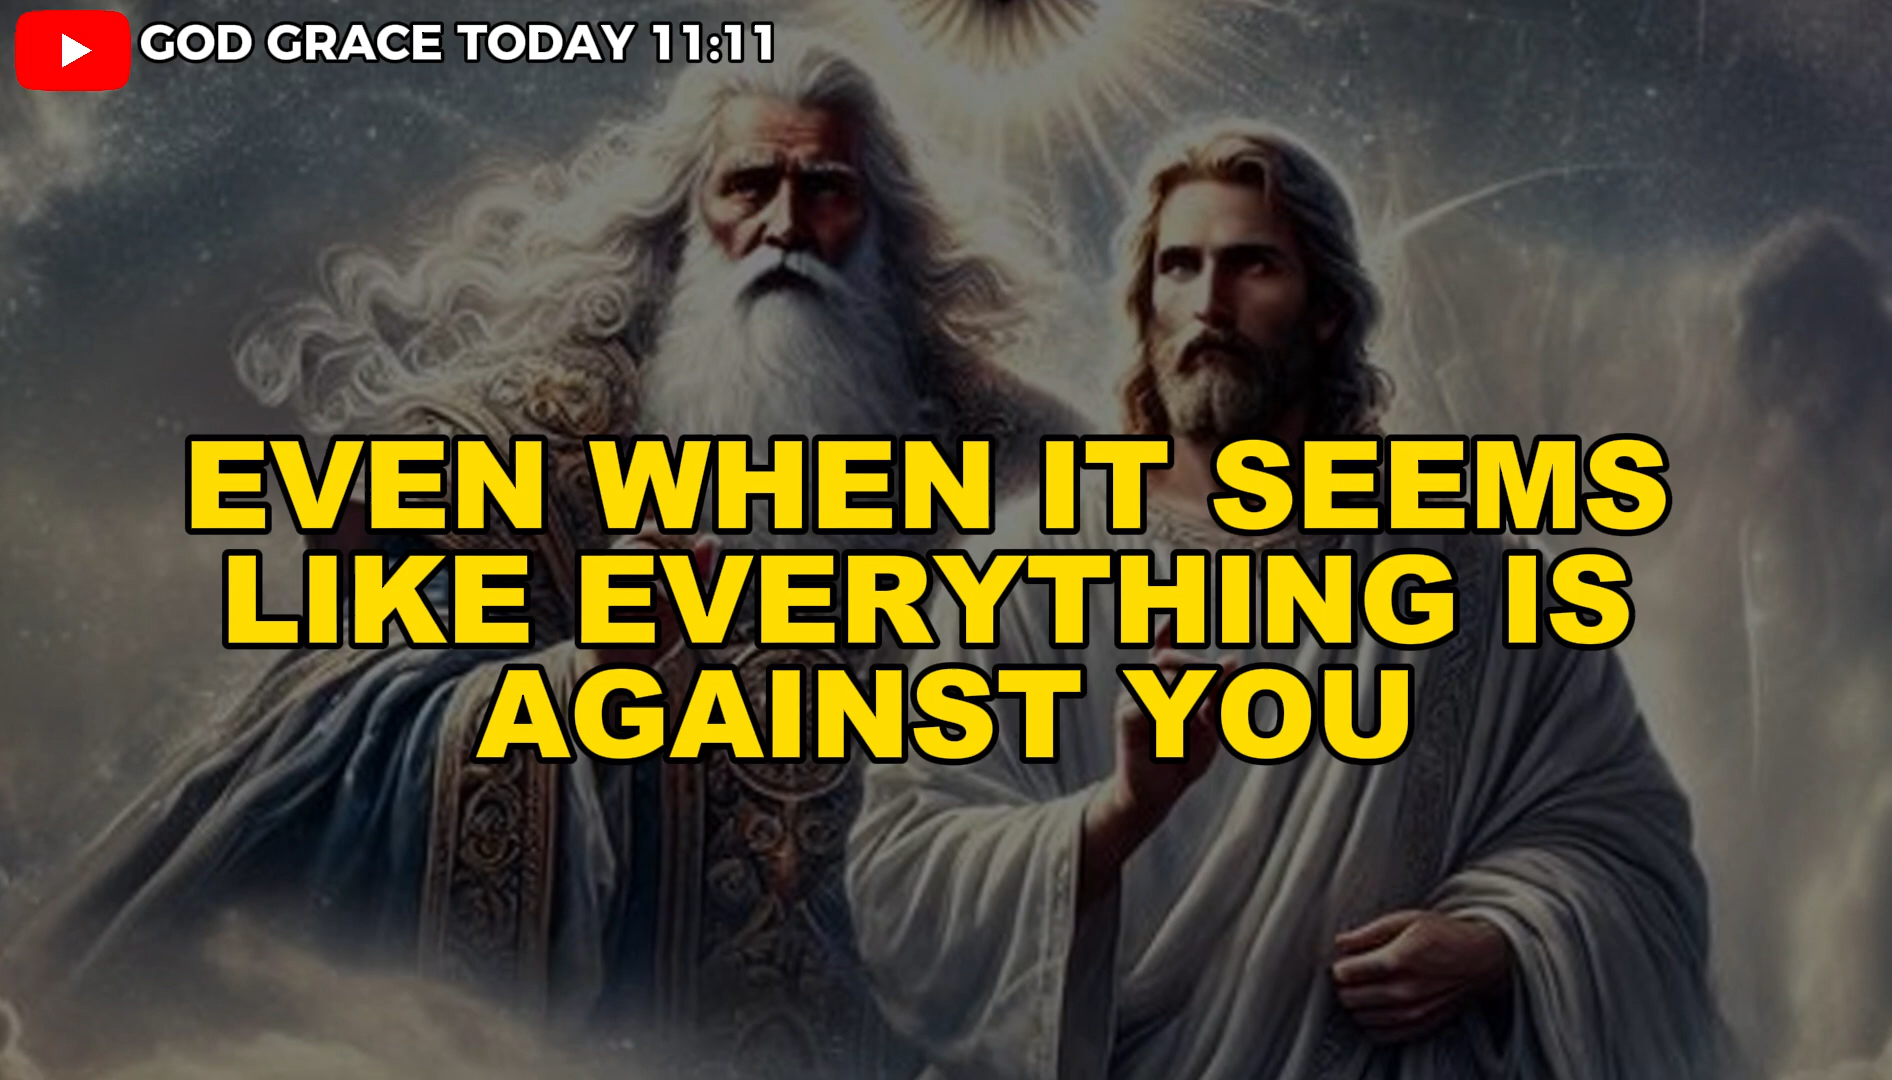 GOD GRACE TODAY 11:11
EVEN WHEN IT SEEMS
LIKE EVERYTHING IS
AGAINST YOU